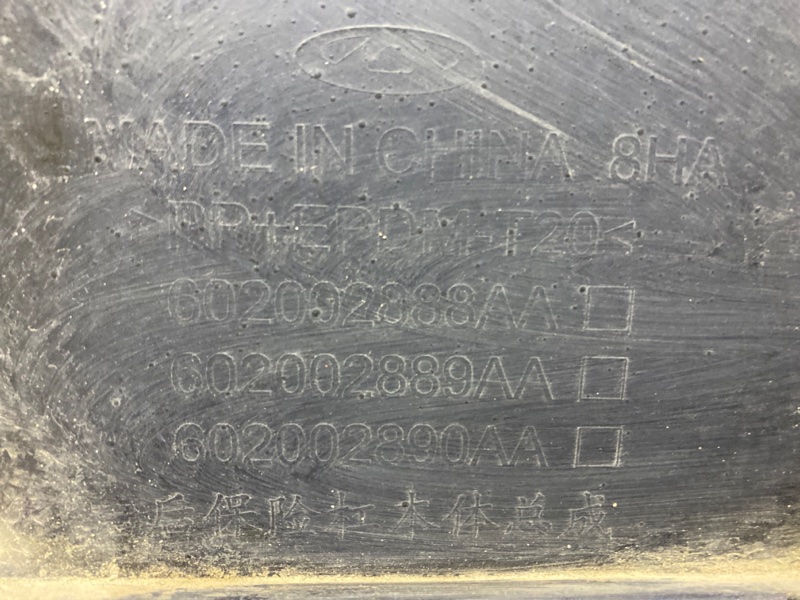 MADE IN CHINA 8HA
>PP+EPDM-T20<
602002888AA □
602002889AA □
602002890AA □
后保险杠本体总成